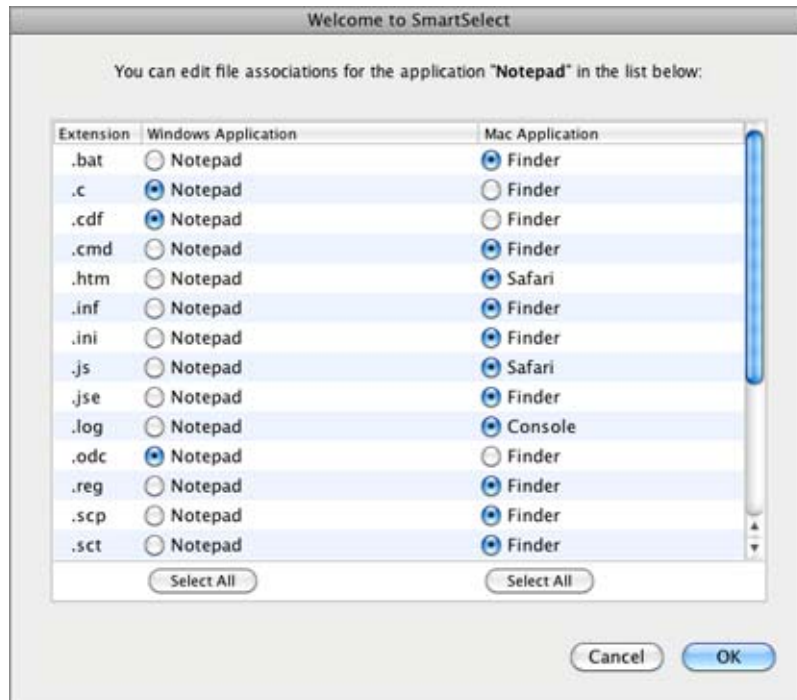 Welcome to SmartSelect
You can edit file associations for the application "Notepad" in the list below:
Extension Windows Application Mac Application
.bat Notepad Finder
.c Notepad Finder
.cdf Notepad Finder
.cmd Notepad Finder
.htm Notepad Safari
.inf Notepad Finder
.ini Notepad Finder
.js Notepad Safari
.jse Notepad Finder
.log Notepad Console
.odc Notepad Finder
.reg Notepad Finder
.scp Notepad Finder
.sct Notepad Finder
Select All Select All
Cancel OK